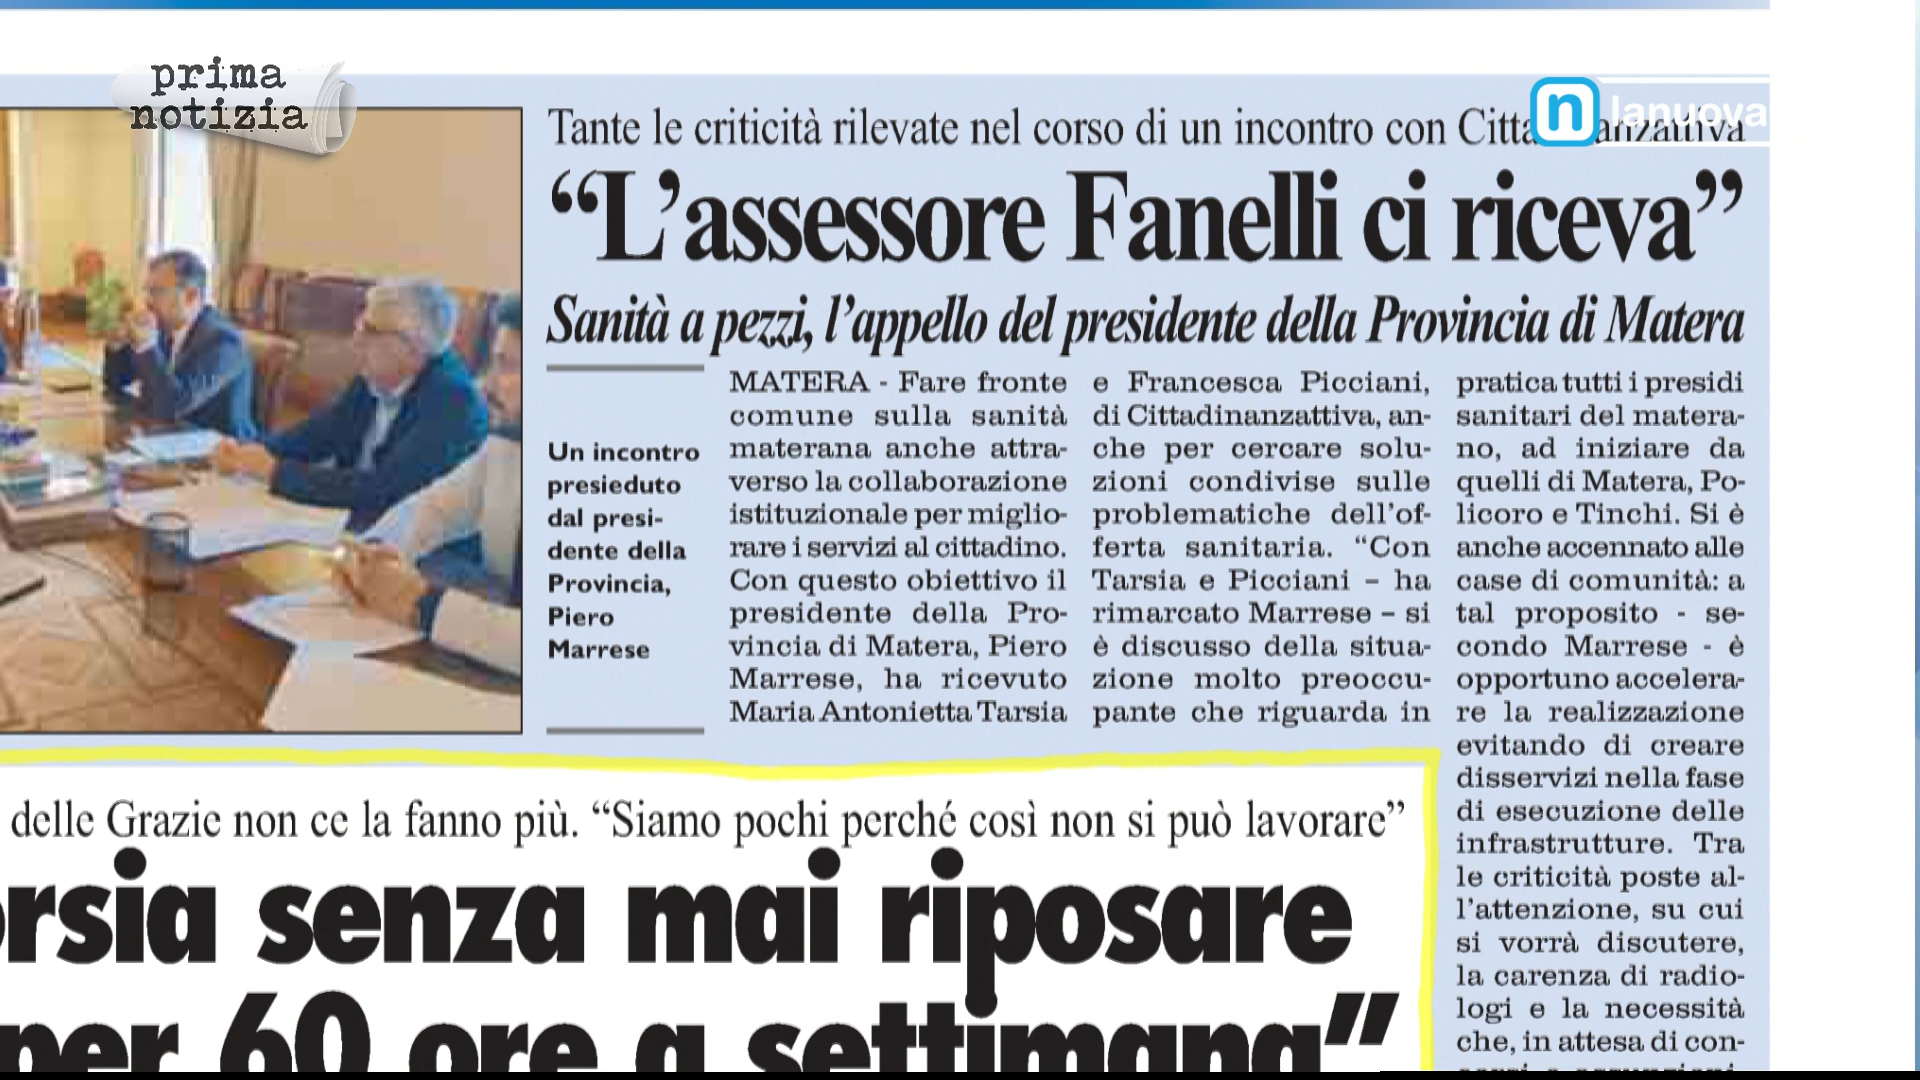 prima
notizia
lanuova
Tante le criticità rilevate nel corso di un incontro con
“L’assessore Fanelli ci riceva”
Sanità a pezzi, l’appello del presidente della Provincia di Matera
Un incontro
presieduto
dal presi-
dente della
Provincia,
Piero
Marrese
MATERA - Fare fronte
comune sulla sanità
materana anche attra-
verso la collaborazione
istituzionale per miglio-
rare i servizi al cittadino.
Con questo obiettivo il
presidente della Pro-
vincia di Matera, Piero
Marrese, ha ricevuto
Maria Antonietta Tarsia
e Francesca Picciani,
di Cittadinanzattiva, an-
che per cercare solu-
zioni condivise sulle
problematiche dell’of-
ferta sanitaria. “Con
Tarsia e Picciani – ha
rimarcato Marrese – si
è discusso della situa-
zione molto preoccu-
pante che riguarda in
pratica tutti i presidi
sanitari del matera-
no, ad iniziare da
quelli di Matera, Po-
licoro e Tinchi. Si è
anche accennato alle
case di comunità: a
tal proposito - se-
condo Marrese - è
opportuno accelera-
re la realizzazione
evitando di creare
disservizi nella fase
di esecuzione delle
infrastrutture. Tra
le criticità poste al-
l’attenzione, su cui
si vorrà discutere,
la carenza di radio-
logi e la necessità
che, in attesa di con-
delle Grazie non ce la fanno più. “Siamo pochi perché così non si può lavorare”
rsia senza mai riposare
per 60 ore a settimana”